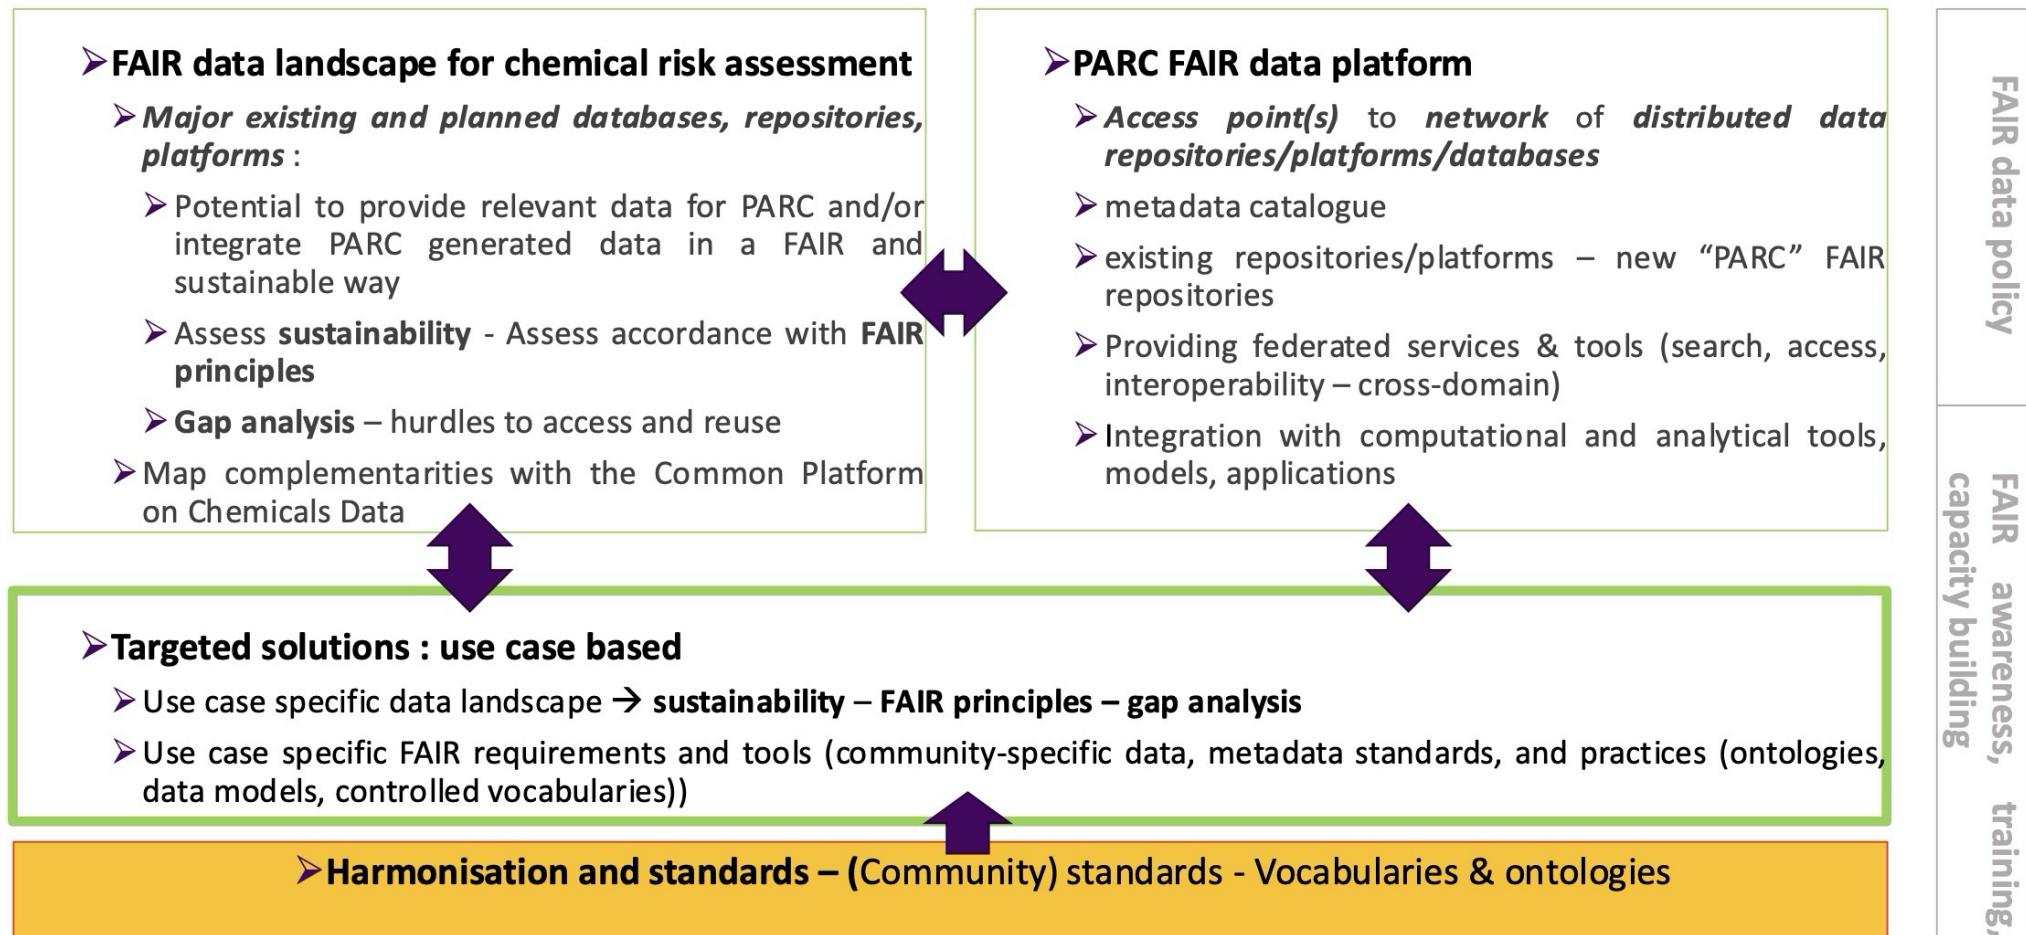 ➢FAIR data landscape for chemical risk assessment
➢Major existing and planned databases, repositories,
platforms :
➢Potential to provide relevant data for PARC and/or
integrate PARC generated data in a FAIR and
sustainable way
➢Assess sustainability - Assess accordance with FAIR
principles
➢Gap analysis – hurdles to access and reuse
➢Map complementarities with the Common Platform
on Chemicals Data
➢PARC FAIR data platform
➢Access point(s) to network of distributed data
repositories/platforms/databases
➢metadata catalogue
➢existing repositories/platforms – new “PARC” FAIR
repositories
➢Providing federated services & tools (search, access,
interoperability – cross-domain)
➢Integration with computational and analytical tools,
models, applications
➢Targeted solutions : use case based
➢Use case specific data landscape → sustainability – FAIR principles – gap analysis
➢Use case specific FAIR requirements and tools (community-specific data, metadata standards, and practices (ontologies,
data models, controlled vocabularies))
➢Harmonisation and standards – (Community) standards - Vocabularies & ontologies
FAIR data policy
FAIR awareness, training,
capacity building